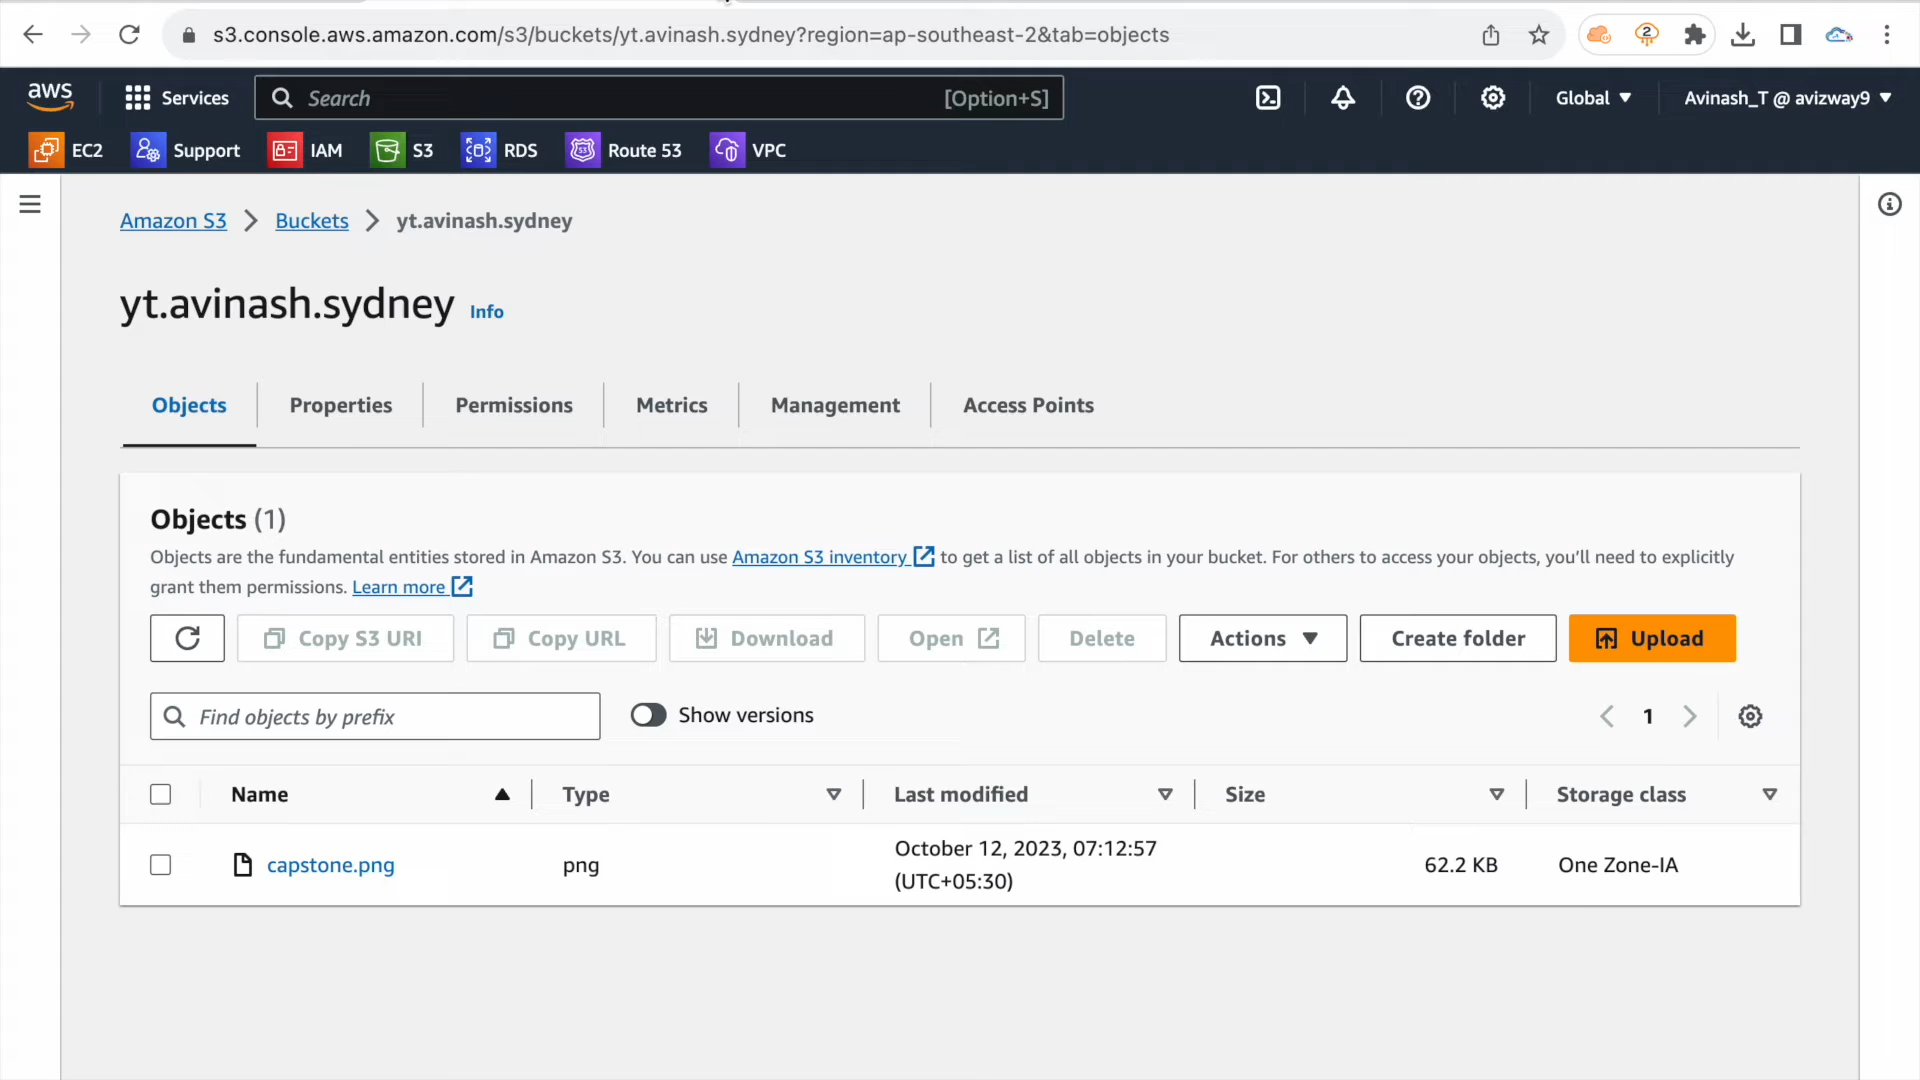 s3.console.aws.amazon.com/s3/buckets/yt.avinash.sydney?region=ap-southeast-2&tab=objects
2
aws
Services
Search
[Option+S]
Global
Avinash_T @ avizway9
EC2
Support
IAM
S3
RDS
53
Route 53
VPC
Amazon S3
Buckets
yt.avinash.sydney
yt.avinash.sydney
Info
Objects
Properties
Permissions
Metrics
Management
Access Points
Objects (1)
Objects are the fundamental entities stored in Amazon S3. You can use Amazon S3 inventory to get a list of all objects in your bucket. For others to access your objects, you'll need to explicitly
grant them permissions. Learn more
Copy S3 URI
Copy URL
Download
Open
Delete
Actions
Create folder
Upload
Find objects by prefix
Show versions
1
Name
Type
Last modified
Size
Storage class
capstone.png
png
October 12, 2023, 07:12:57
(UTC+05:30)
62.2 KB
One Zone-IA